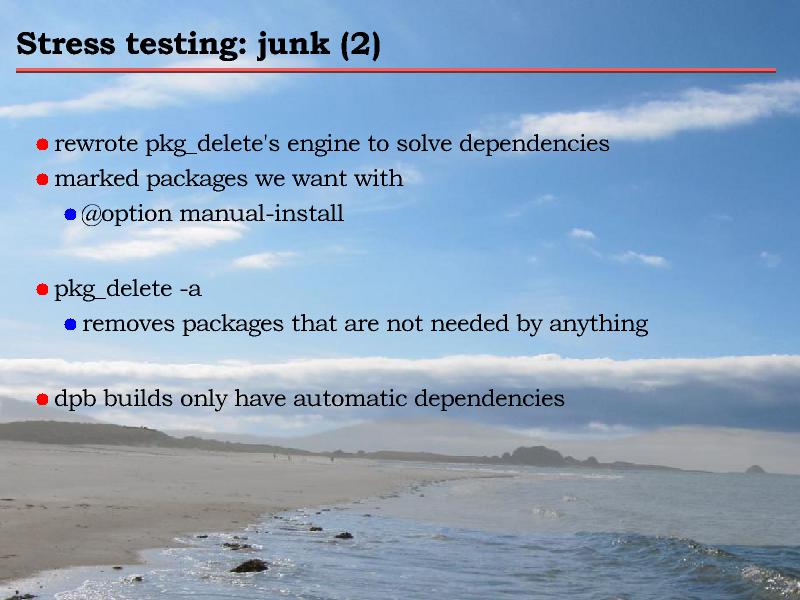 Stress testing: junk (2)
rewrote pkg_delete's engine to solve dependencies
marked packages we want with
@option manual-install
pkg_delete -a
removes packages that are not needed by anything
dpb builds only have automatic dependencies